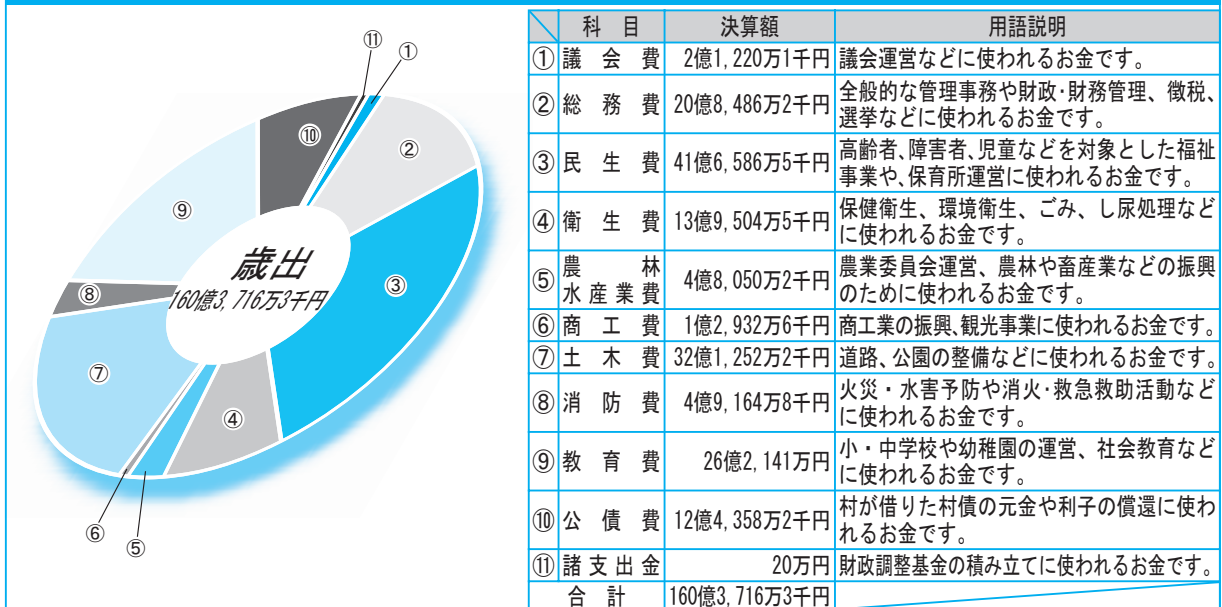 ⑪
①
⑩
②
⑨
歳出
160億3,716万3千円
③
⑧
⑦
④
⑥
⑤
科　目 決算額 用語説明
① 議　会　費 2億1,220万1千円 議会運営などに使われるお金です。
② 総　務　費 20億8,486万2千円 全般的な管理事務や財政・財務管理、徴税、
選挙などに使われるお金です。
③ 民　生　費 41億6,586万5千円 高齢者、障害者、児童などを対象とした福祉
事業や、保育所運営に使われるお金です。
④ 衛　生　費 13億9,504万5千円 保健衛生、環境衛生、ごみ、し尿処理など
に使われるお金です。
⑤ 農　　　林
水産業費 4億8,050万2千円 農業委員会運営、農林や畜産業などの振興
のために使われるお金です。
⑥ 商　工　費 1億2,932万6千円 商工業の振興、観光事業に使われるお金です。
⑦ 土　木　費 32億1,252万2千円 道路、公園の整備などに使われるお金です。
⑧ 消　防　費 4億9,164万8千円 火災・水害予防や消火・救急救助活動など
に使われるお金です。
⑨ 教　育　費 26億2,141万円 小・中学校や幼稚園の運営、社会教育など
に使われるお金です。
⑩ 公　債　費 12億4,358万2千円 村が借りた村債の元金や利子の償還に使わ
れるお金です。
⑪ 諸支出金 20万円 財政調整基金の積み立てに使われるお金です。
合　計 160億3,716万3千円